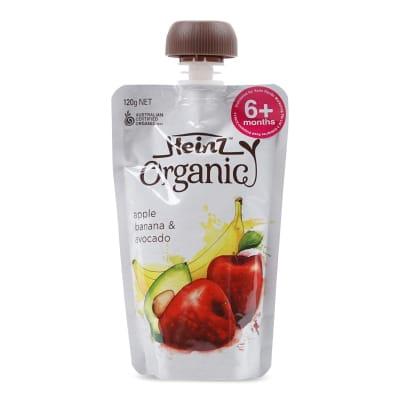 120g NET
AUSTRALIAN
CERTIFIED
ORGANIC
6+
months
Heinz
Organic
apple
banana &
avocado